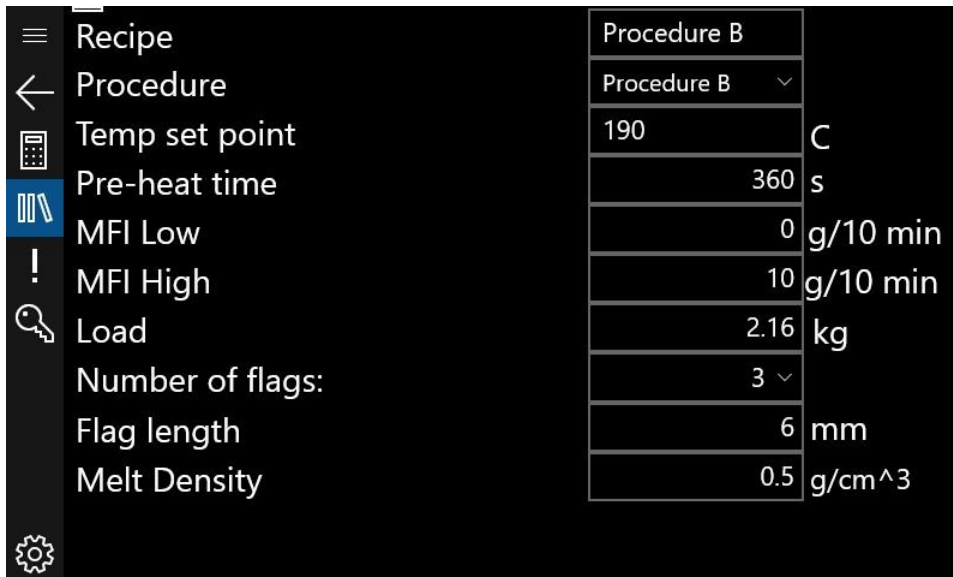 Recipe Procedure B
Procedure Procedure B
Temp set point 190 C
Pre-heat time 360 s
MFI Low 0 g/10 min
MFI High 10 g/10 min
Load 2.16 kg
Number of flags: 3
Flag length 6 mm
Melt Density 0.5 g/cm^3